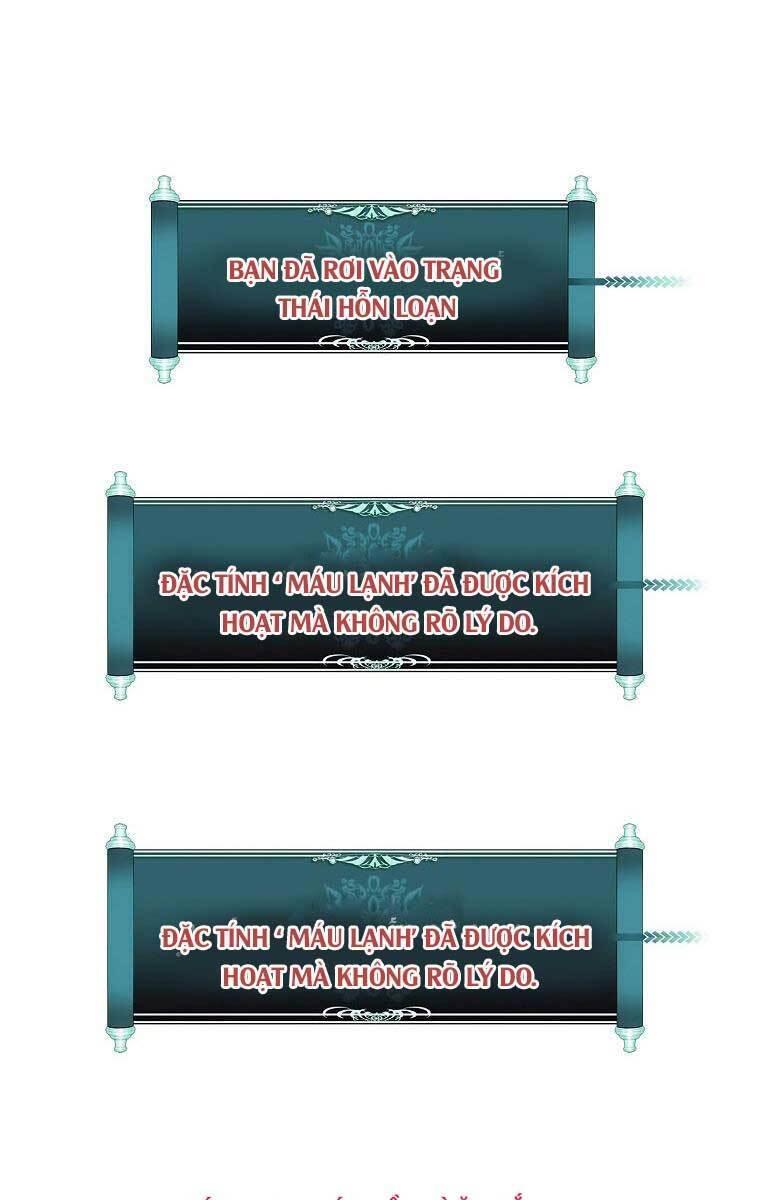 BẠN ĐÃ RƠI VÀO TRẠNG
THÁI HỖN LOẠN
ĐẶC TÍNH ‘ MÁU LẠNH’ ĐÃ ĐƯỢC KÍCH
HOẠT MÀ KHÔNG RÕ LÝ DO.
ĐẶC TÍNH ‘ MÁU LẠNH’ ĐÃ ĐƯỢC KÍCH
HOẠT MÀ KHÔNG RÕ LÝ DO.